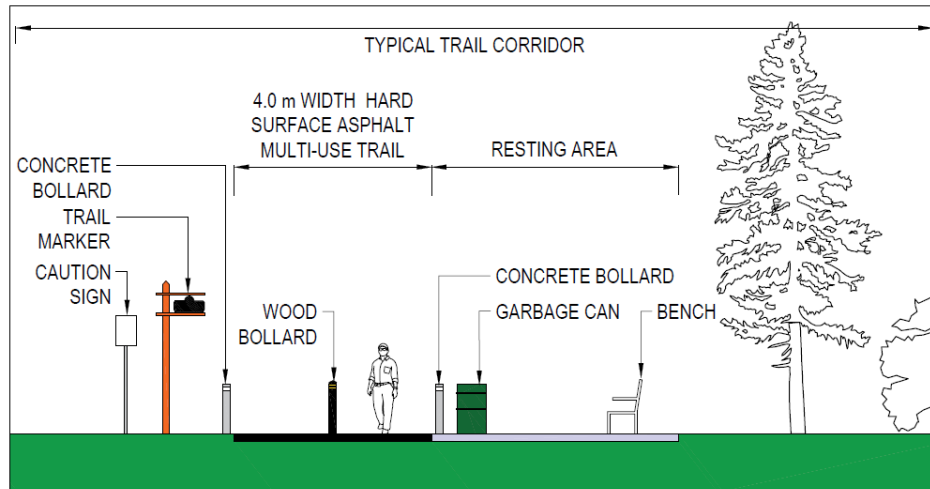 TYPICAL TRAIL CORRIDOR
4.0 m WIDTH HARD
SURFACE ASPHALT
MULTI-USE TRAIL
RESTING AREA
CONCRETE
BOLLARD
TRAIL
MARKER
CAUTION
SIGN
WOOD
BOLLARD
CONCRETE BOLLARD
GARBAGE CAN
BENCH